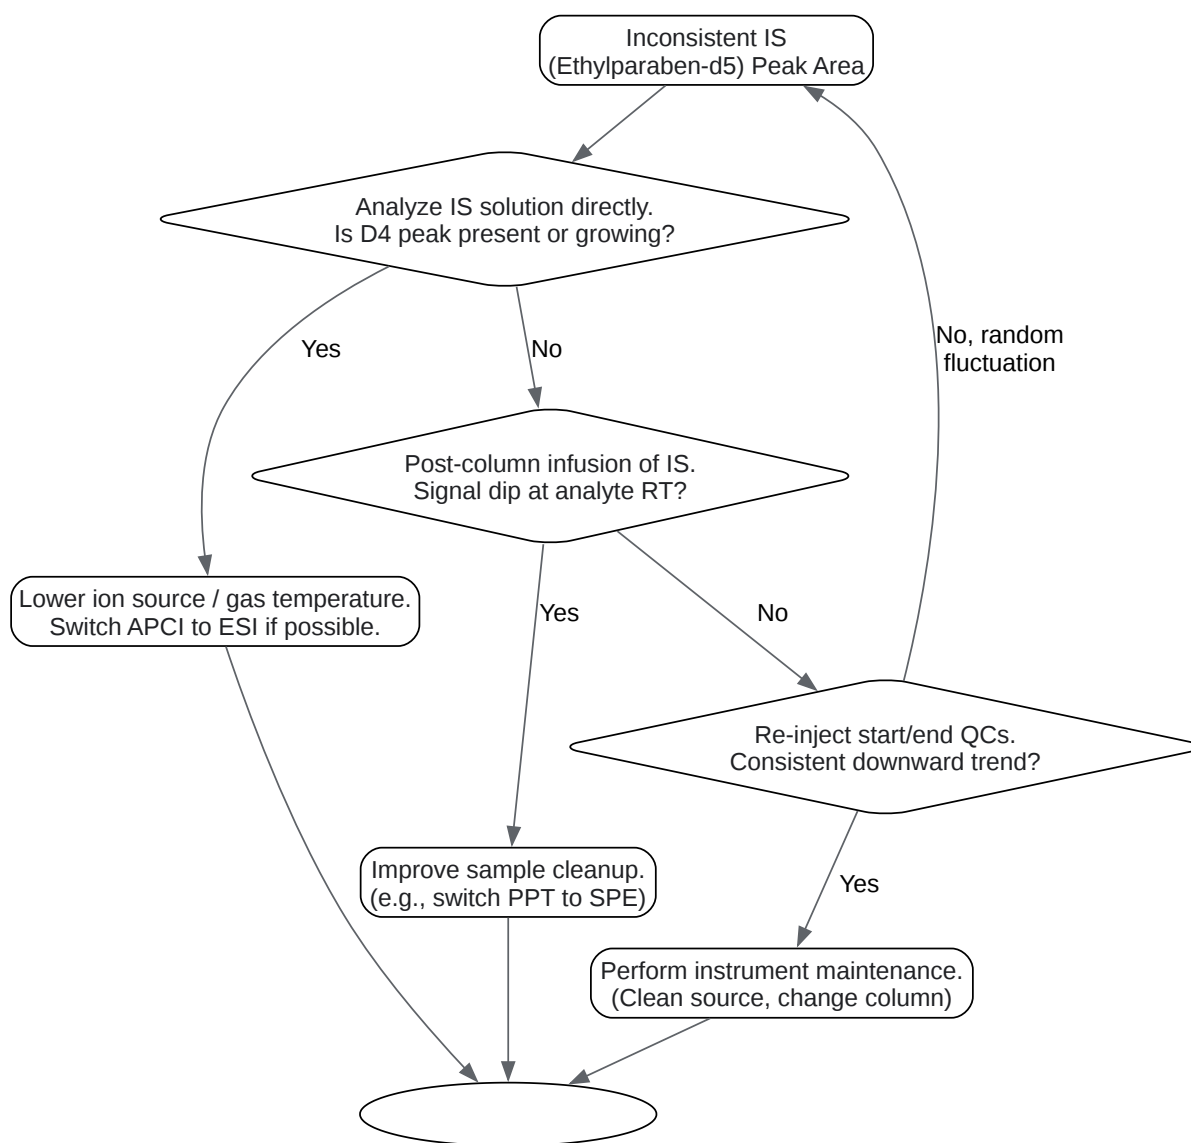 Inconsistent IS
(Ethylparaben-d5) Peak Area
Analyze IS solution directly.
Is D4 peak present or growing?
Yes
No
No, random
fluctuation
Post-column infusion of IS.
Signal dip at analyte RT?
Lower ion source / gas temperature.
Switch APCI to ESI if possible.
Yes
No
Re-inject start/end QCs.
Consistent downward trend?
Improve sample cleanup.
(e.g., switch PPT to SPE)
Yes
Perform instrument maintenance.
(Clean source, change column)